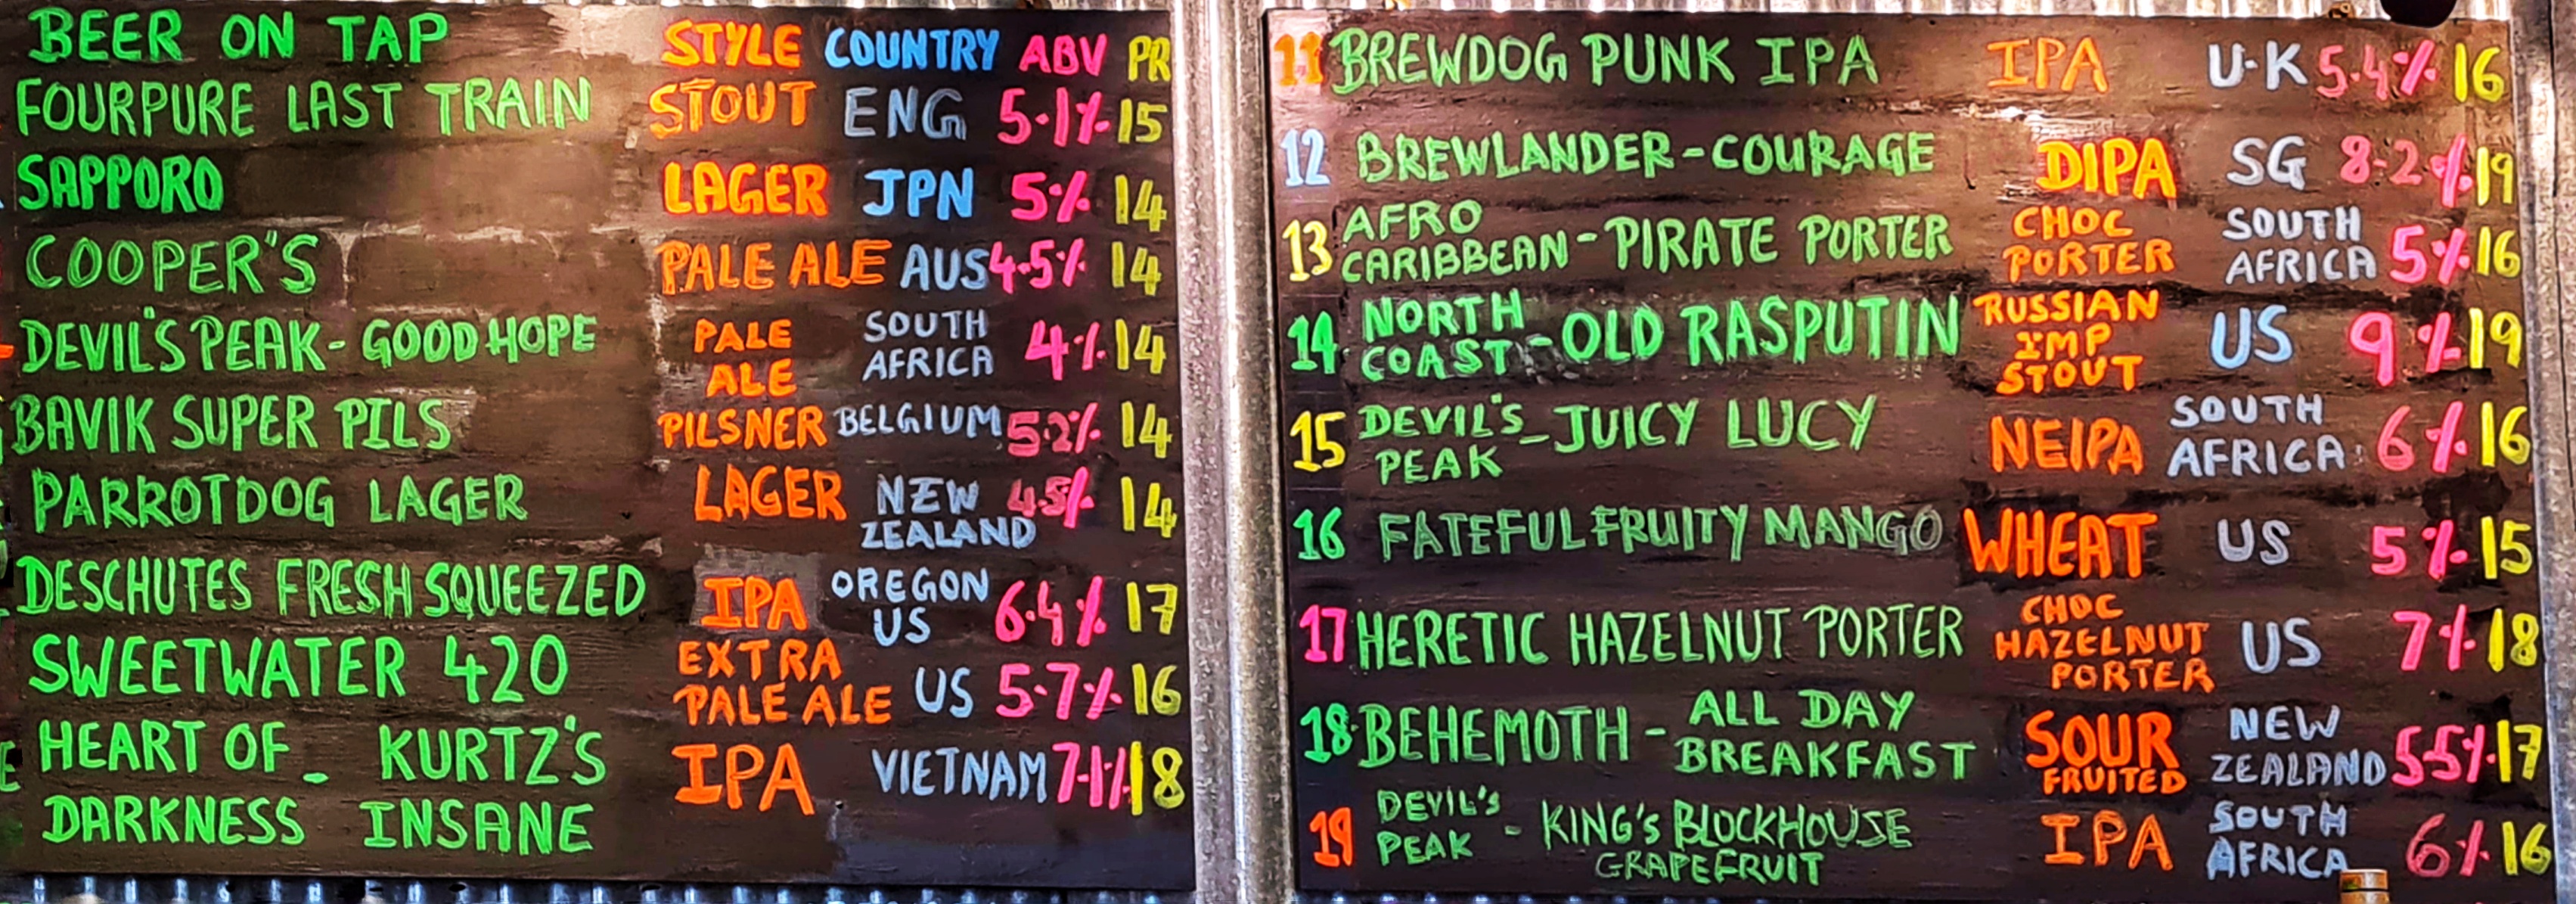 BEER ON TAP STYLE COUNTRY ABV PR
FOURPURE LAST TRAIN STOUT ENG 5.1% 15
SAPPORO LAGER JPN 5% 14
COOPER'S PALE ALE AUS 4.5% 14
DEVIL'S PEAK - GOOD HOPE PALE ALE SOUTH AFRICA 4% 14
BAVIK SUPER PILS PILSNER BELGIUM 5.2% 14
PARROTDOG LAGER LAGER NEW ZEALAND 4.5% 14
DESCHUTES FRESH SQUEEZED IPA OREGON US 6.4% 17
SWEETWATER 420 EXTRA PALE ALE US 5.7% 16
HEART OF - KURTZ'S IPA VIETNAM 7.1% 18
DARKNESS INSANE
11 BREWDOG PUNK IPA IPA U.K 5.4% 16
12 BREWLANDER - COURAGE DIPA SG 8.2% 19
13 AFRO CARIBBEAN - PIRATE PORTER CHOC PORTER SOUTH AFRICA 5% 16
14 NORTH COAST - OLD RASPUTIN RUSSIAN IMP STOUT US 9% 19
15 DEVIL'S PEAK - JUICY LUCY NEIPA SOUTH AFRICA 6% 16
16 FATEFUL FRUITY MANGO WHEAT US 5% 15
17 HERETIC HAZELNUT PORTER CHOC HAZELNUT PORTER US 7% 18
18 BEHEMOTH - ALL DAY BREAKFAST SOUR FRUITED NEW ZEALAND 5.5% 17
19 DEVIL'S PEAK - KING'S BLOCKHOUSE GRAPEFRUIT IPA SOUTH AFRICA 6% 16